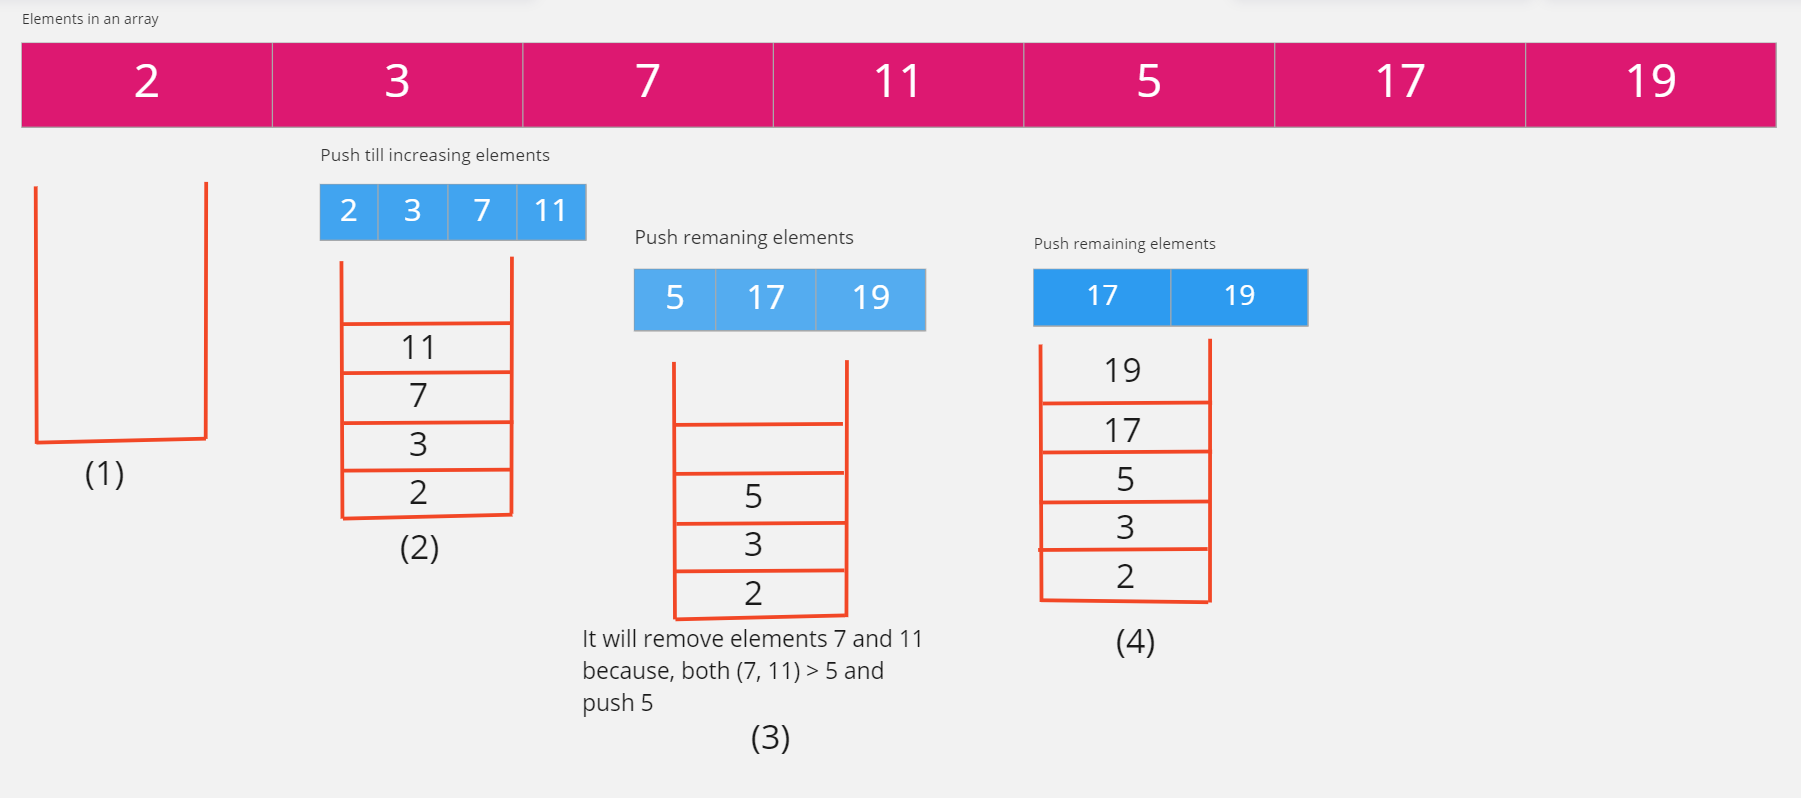 Elements in an array
2 3 7 11 5 17 19
Push till increasing elements
2 3 7 11
11
7
3
2
(1)
(2)
Push remaning elements
5 17 19
5
3
2
It will remove elements 7 and 11
because, both (7, 11) > 5 and
push 5
(3)
Push remaining elements
17 19
19
17
5
3
2
(4)